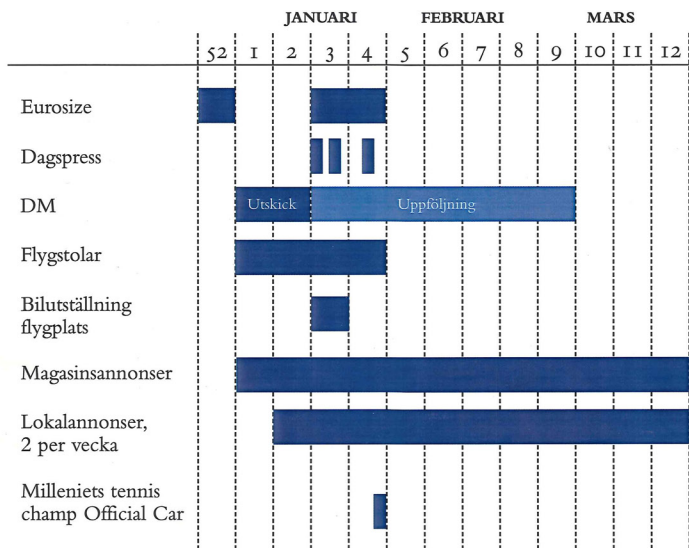 JANUARI FEBRUARI MARS
52 1 2 3 4 5 6 7 8 9 10 11 12
Eurosize
Dagspress
DM Utskick Uppföljning
Flygstolar
Bilutställning
flygplats
Magasinsannonser
Lokalannonser,
2 per vecka
Milleniets tennis
champ Official Car